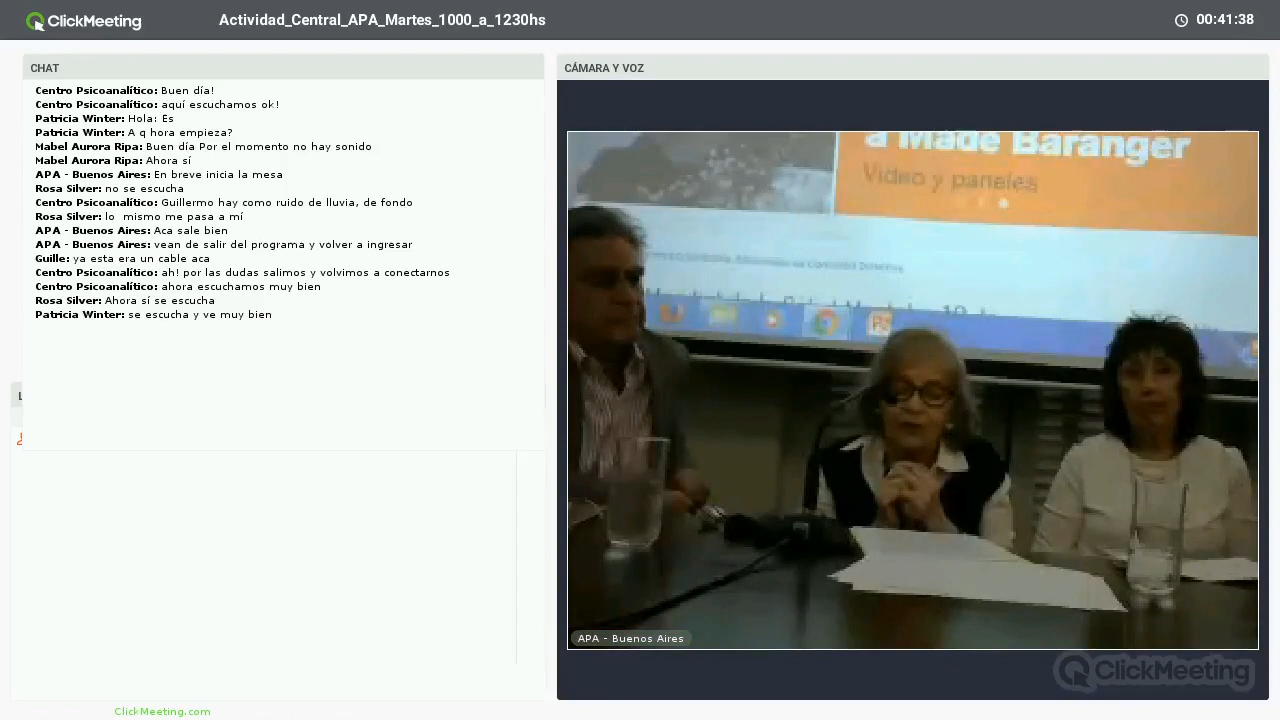 ClickMeeting
Actividad_Central_APA_Martes_1000_a_1230hs
00:41:38
CHAT
Centro Psicoanalítico: Buen día!
Centro Psicoanalítico: aquí escuchamos ok!
Patricia Winter: Hola: Es
Patricia Winter: A q hora empieza?
Mabel Aurora Ripa: Buen día Por el momento no hay sonido
Mabel Aurora Ripa: Ahora sí
APA - Buenos Aires: En breve inicia la mesa
Rosa Silver: no se escucha
Centro Psicoanalítico: Guillermo hay como ruido de lluvia, de fondo
Rosa Silver: lo mismo me pasa a mí
APA - Buenos Aires: Aca sale bien
APA - Buenos Aires: vean de salir del programa y volver a ingresar
Guille: ya esta era un cable aca
Centro Psicoanalítico: ah! por las dudas salimos y volvimos a conectarnos
Centro Psicoanalítico: ahora escuchamos muy bien
Rosa Silver: Ahora sí se escucha
Patricia Winter: se escucha y ve muy bien
CÁMARA Y VOZ
a Madé Baranger
Video y paneles
APA - Buenos Aires
ClickMeeting
ClickMeeting.com